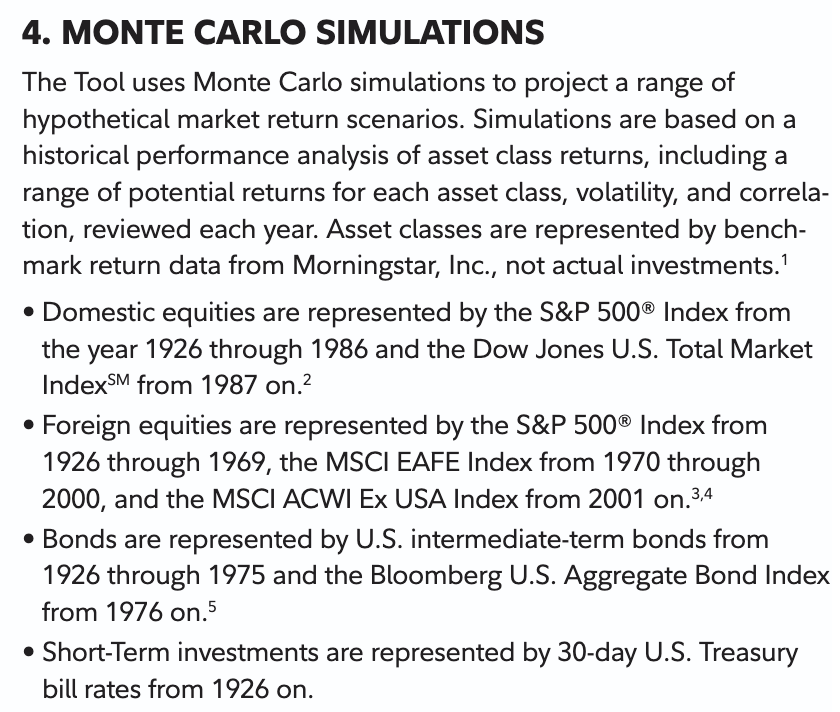 4. MONTE CARLO SIMULATIONS
The Tool uses Monte Carlo simulations to project a range of
hypothetical market return scenarios. Simulations are based on a
historical performance analysis of asset class returns, including a
range of potential returns for each asset class, volatility, and correla-
tion, reviewed each year. Asset classes are represented by bench-
mark return data from Morningstar, Inc., not actual investments.¹
• Domestic equities are represented by the S&P 500® Index from
the year 1926 through 1986 and the Dow Jones U.S. Total Market
Index℠ from 1987 on.²
• Foreign equities are represented by the S&P 500® Index from
1926 through 1969, the MSCI EAFE Index from 1970 through
2000, and the MSCI ACWI Ex USA Index from 2001 on.³,⁴
• Bonds are represented by U.S. intermediate-term bonds from
1926 through 1975 and the Bloomberg U.S. Aggregate Bond Index
from 1976 on.⁵
• Short-Term investments are represented by 30-day U.S. Treasury
bill rates from 1926 on.